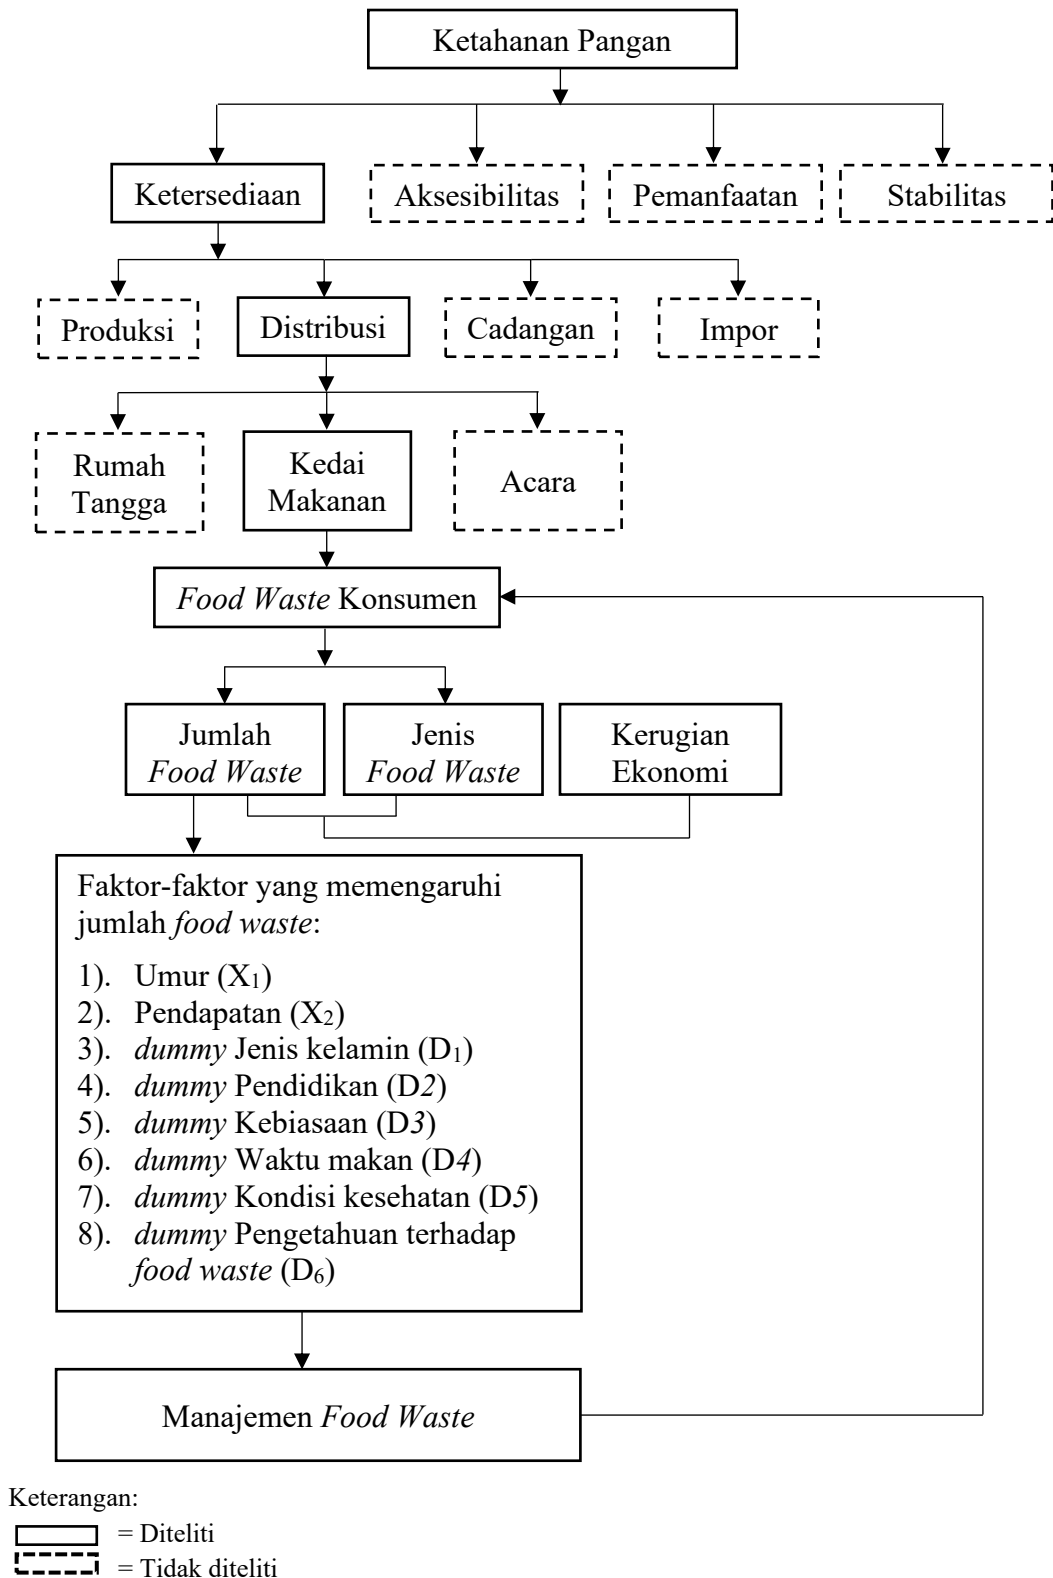 Ketahanan Pangan
Ketersediaan
Aksesibilitas
Pemanfaatan
Stabilitas
Produksi
Distribusi
Cadangan
Impor
Rumah
Tangga
Kedai
Makanan
Acara
Food Waste Konsumen
Jumlah
Food Waste
Jenis
Food Waste
Kerugian
Ekonomi
Faktor-faktor yang memengaruhi
jumlah food waste:
1). Umur (X₁)
2). Pendapatan (X₂)
3). dummy Jenis kelamin (D₁)
4). dummy Pendidikan (D2)
5). dummy Kebiasaan (D3)
6). dummy Waktu makan (D4)
7). dummy Kondisi kesehatan (D5)
8). dummy Pengetahuan terhadap
food waste (D₆)
Manajemen Food Waste
Keterangan:
= Diteliti
= Tidak diteliti